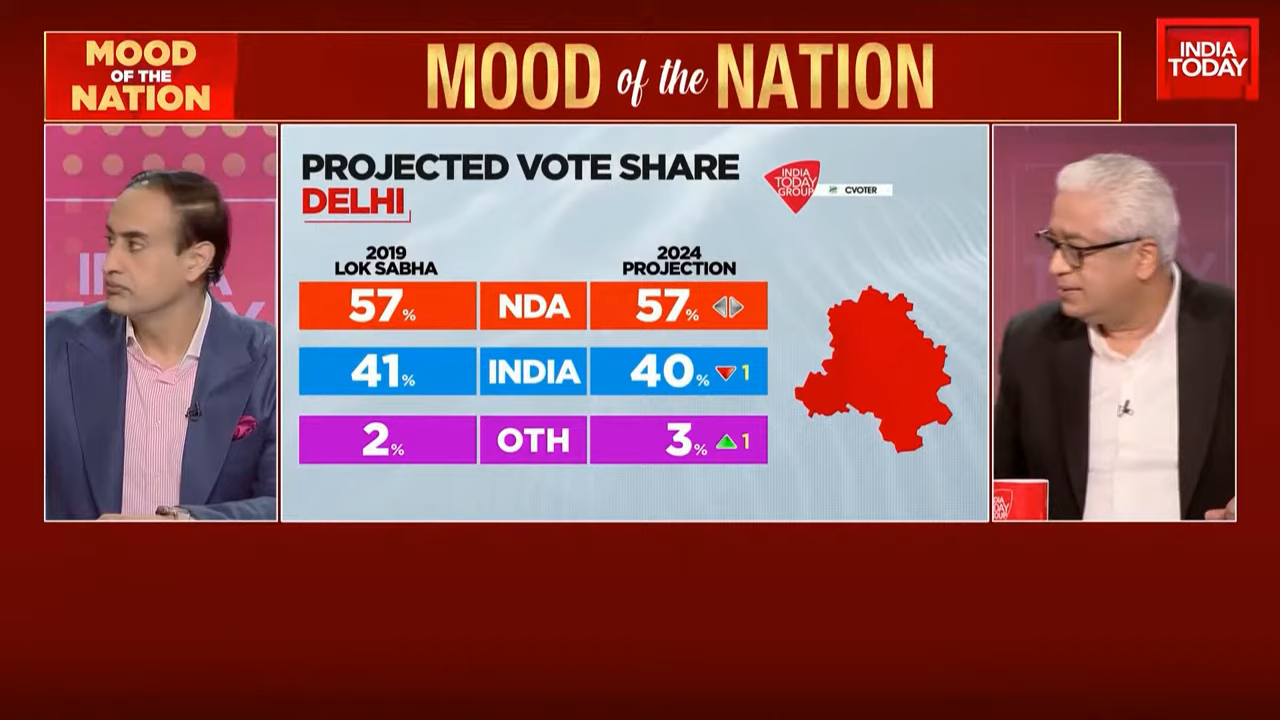 MOOD
OF THE
NATION
MOOD of the NATION
INDIA
TODAY
PROJECTED VOTE SHARE
DELHI
INDIA
TODAY
GROUP
CVOTER
2019
LOK SABHA
2024
PROJECTION
57% NDA 57%
41% INDIA 40% 1
2% OTH 3% 1